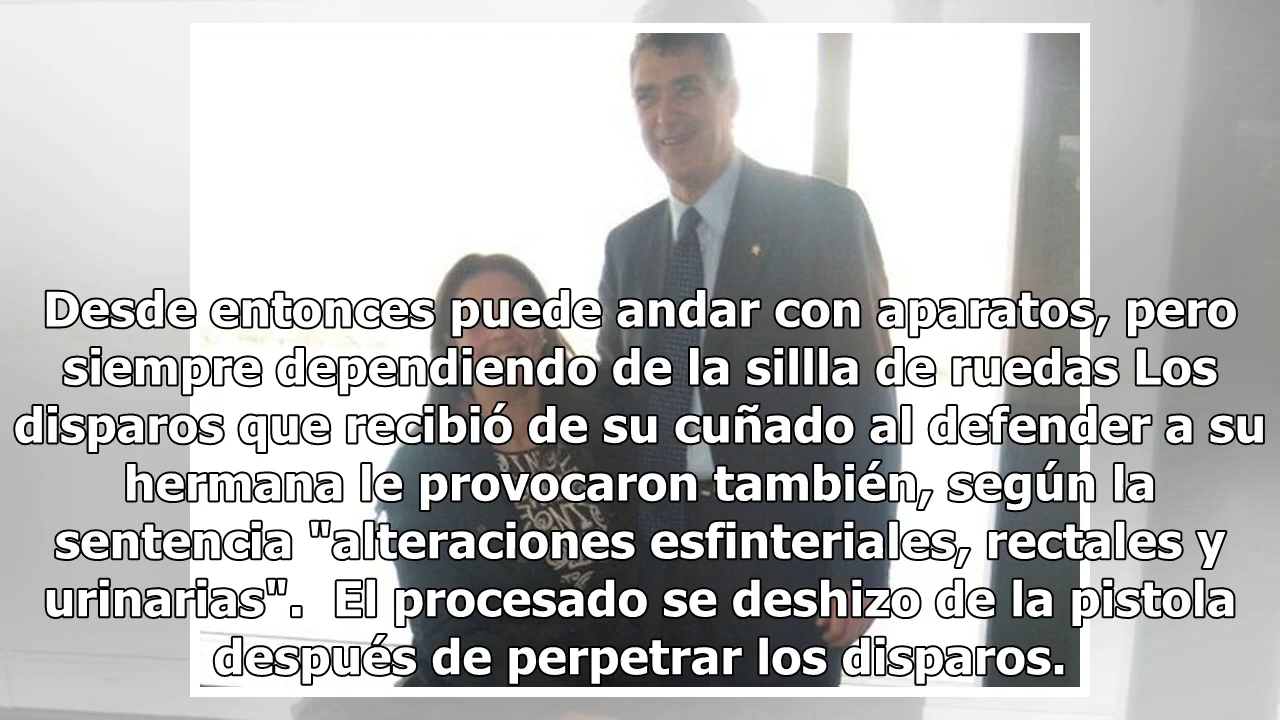 Desde entonces puede andar con aparatos, pero
siempre dependiendo de la sillla de ruedas Los
disparos que recibió de su cuñado al defender a su
hermana le provocaron también, según la
sentencia "alteraciones esfinteriales, rectales y
urinarias".  El procesado se deshizo de la pistola
después de perpetrar los disparos.